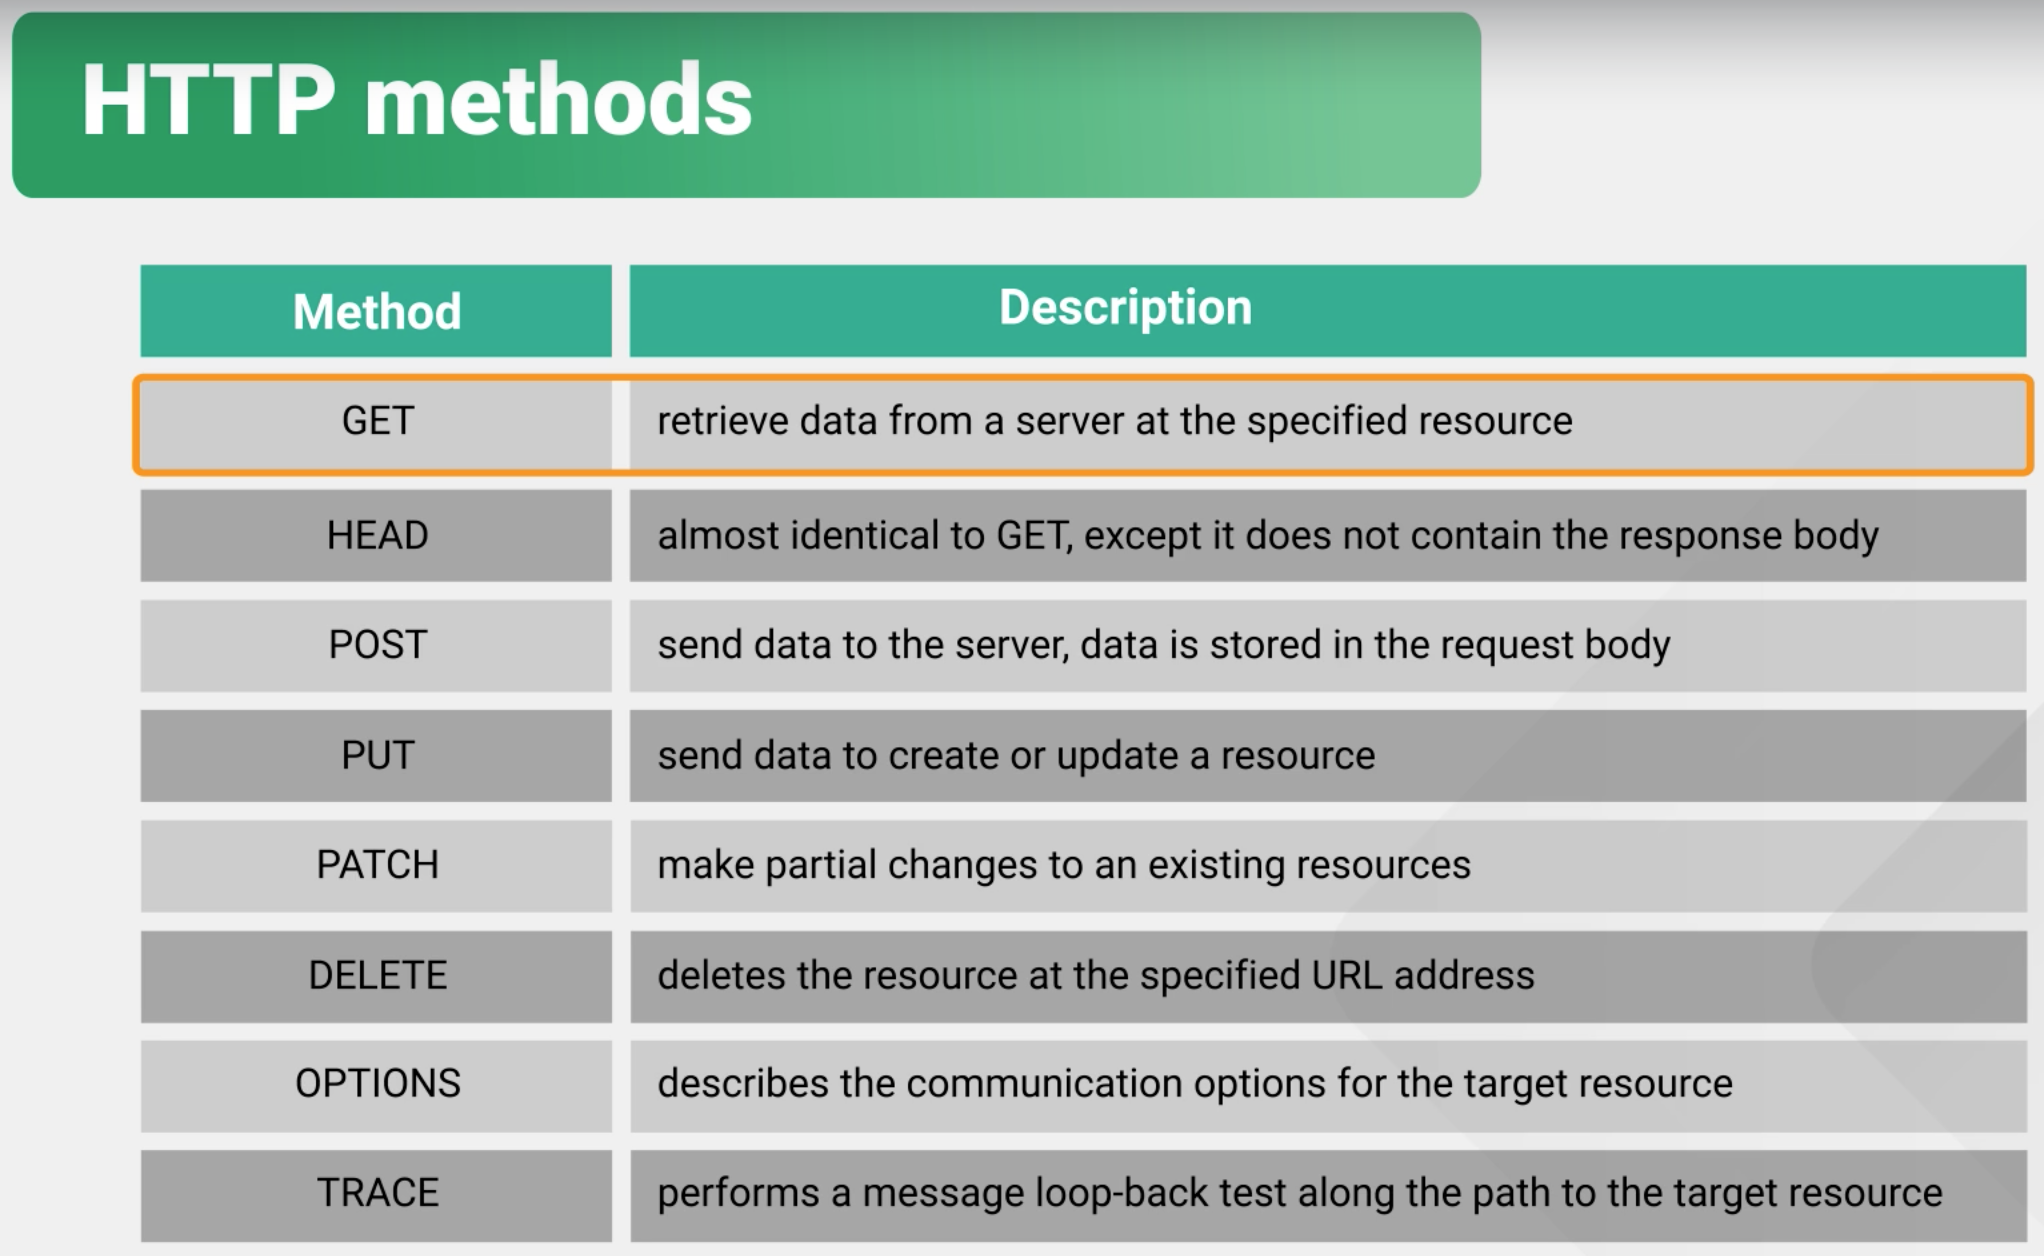 HTTP methods
Method Description
GET retrieve data from a server at the specified resource
HEAD almost identical to GET, except it does not contain the response body
POST send data to the server, data is stored in the request body
PUT send data to create or update a resource
PATCH make partial changes to an existing resources
DELETE deletes the resource at the specified URL address
OPTIONS describes the communication options for the target resource
TRACE performs a message loop-back test along the path to the target resource